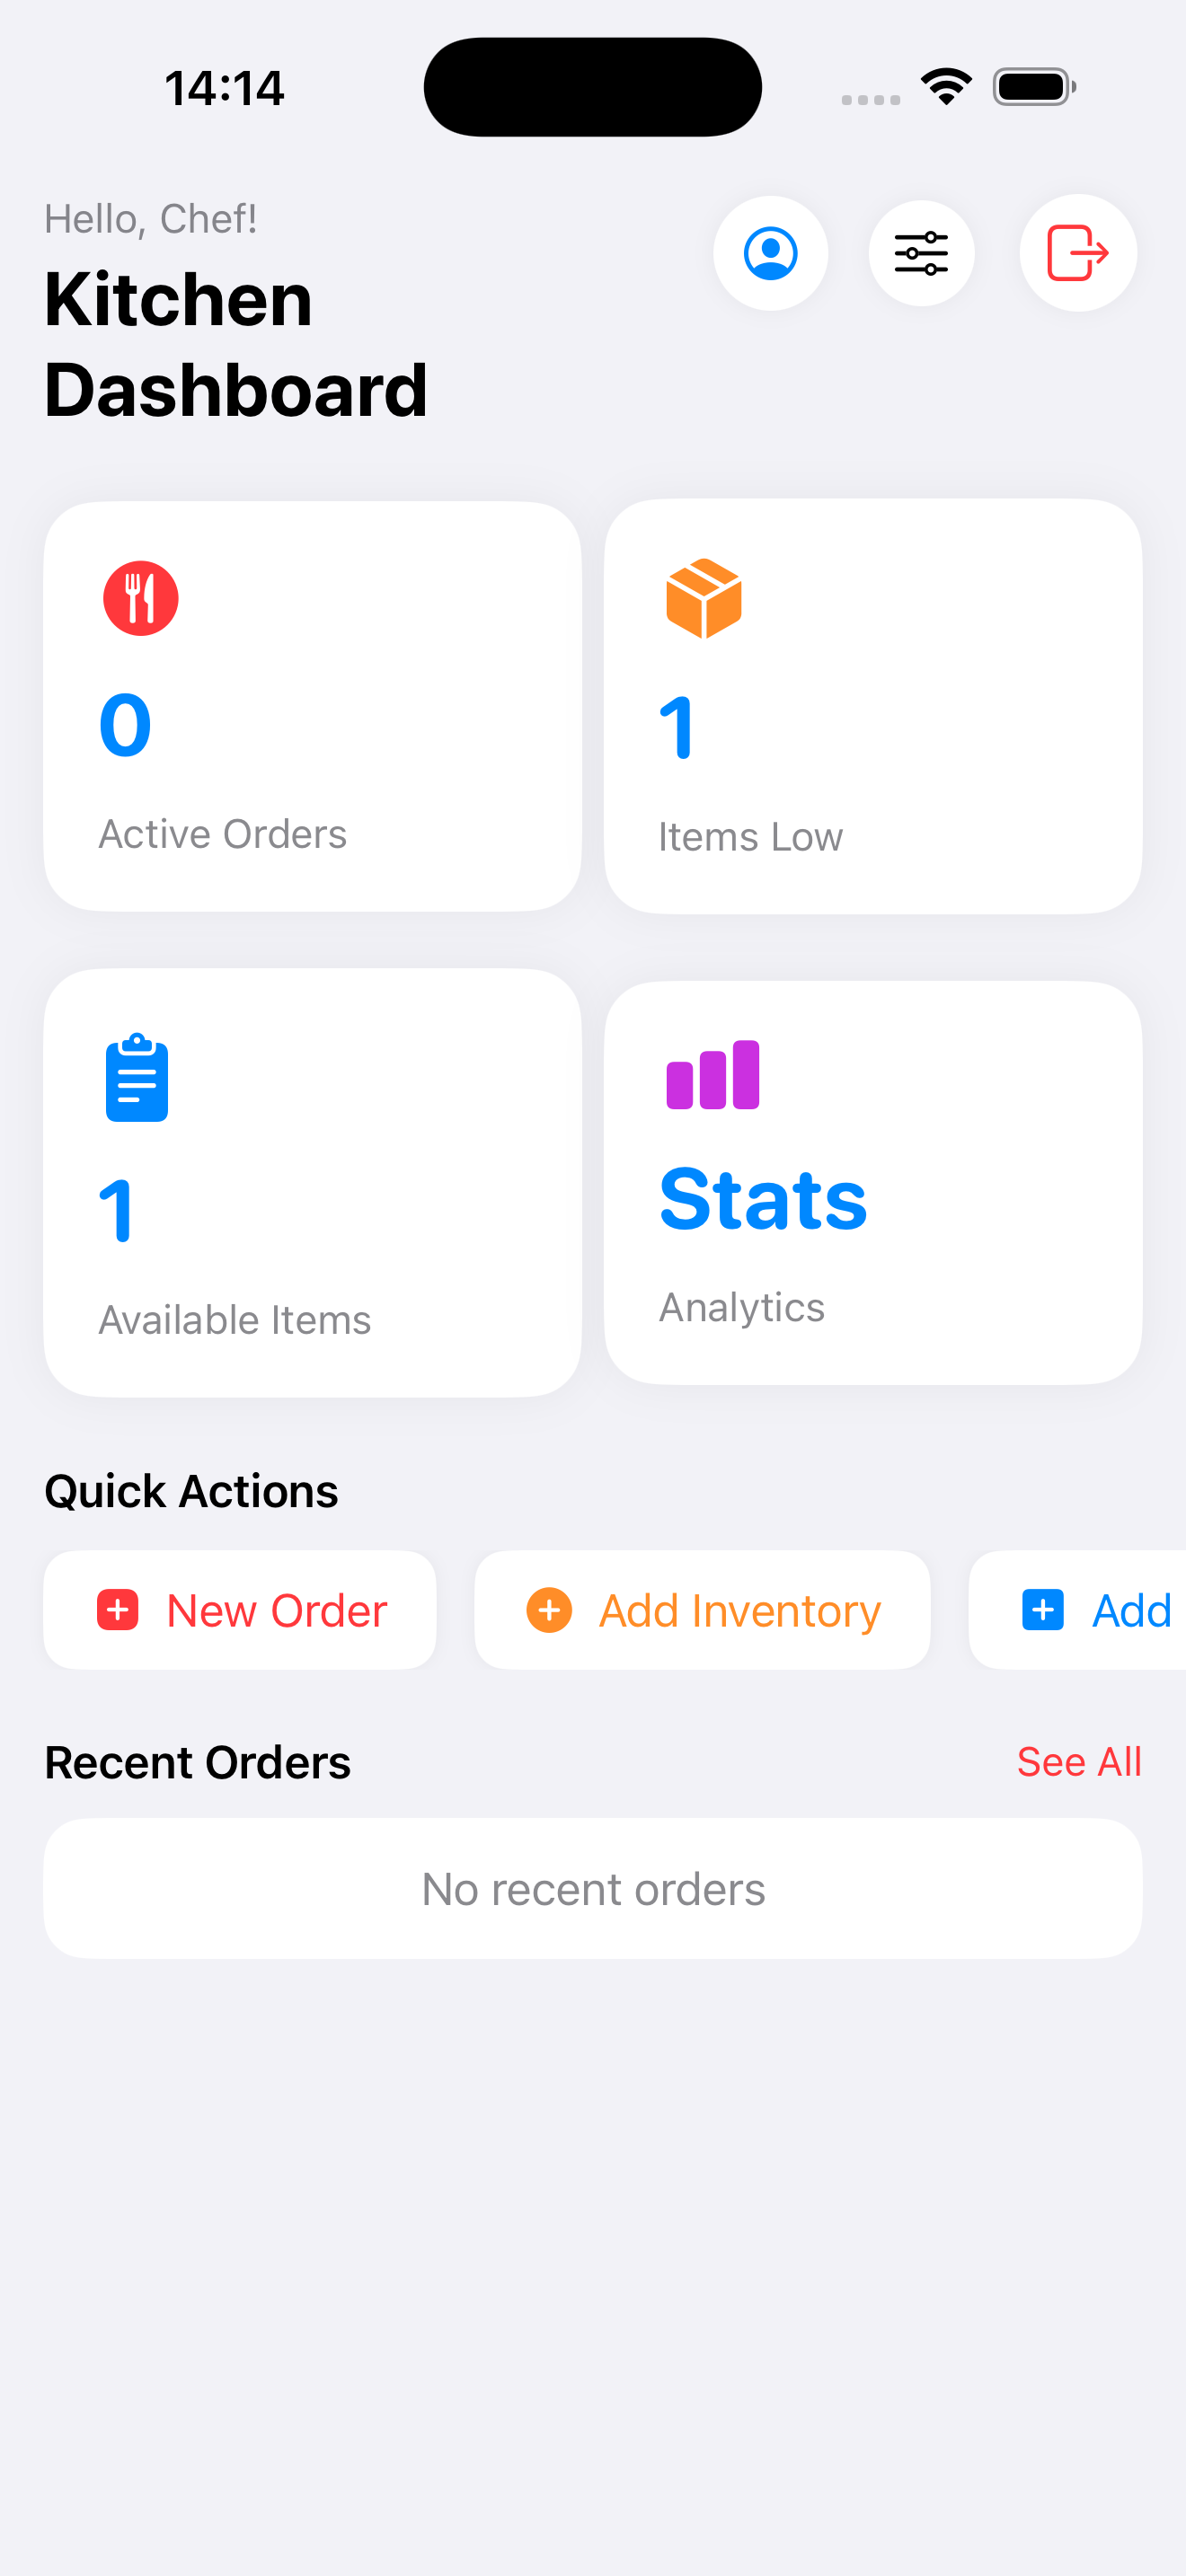 14:14
Hello, Chef!
Kitchen
Dashboard
0
Active Orders
1
Items Low
1
Available Items
Stats
Analytics
Quick Actions
New Order
Add Inventory
Add
Recent Orders
See All
No recent orders